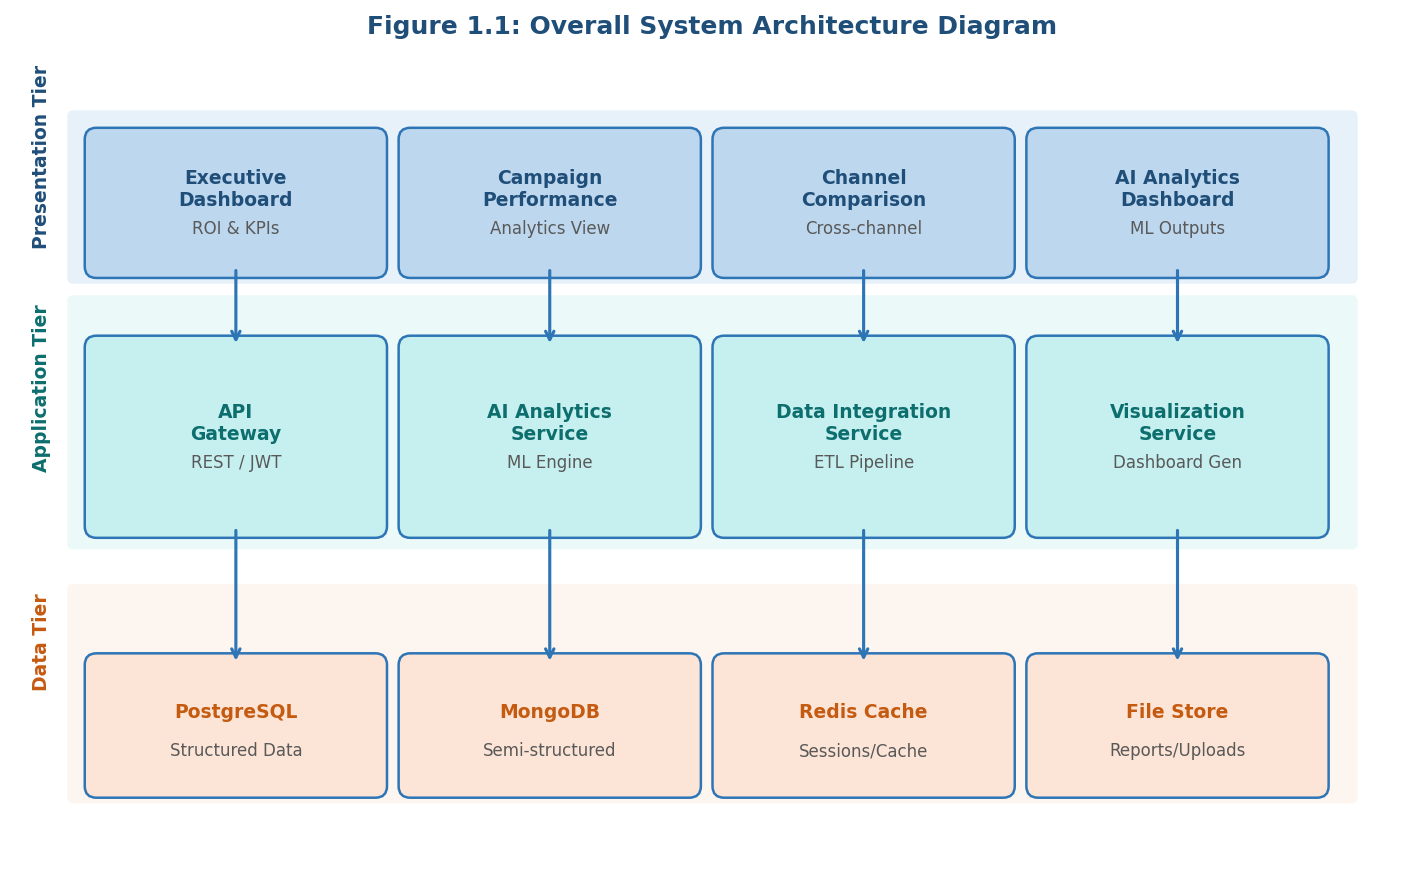 Figure 1.1: Overall System Architecture Diagram
Presentation Tier
Executive
Dashboard
ROI & KPIs
Campaign
Performance
Analytics View
Channel
Comparison
Cross-channel
AI Analytics
Dashboard
ML Outputs
Application Tier
API
Gateway
REST / JWT
AI Analytics
Service
ML Engine
Data Integration
Service
ETL Pipeline
Visualization
Service
Dashboard Gen
Data Tier
PostgreSQL
Structured Data
MongoDB
Semi-structured
Redis Cache
Sessions/Cache
File Store
Reports/Uploads